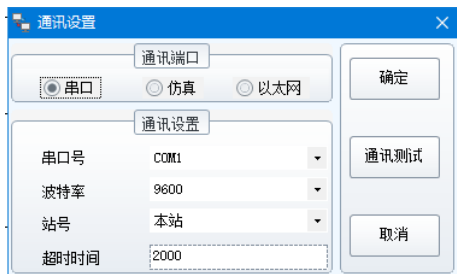 通讯设置
通讯端口
串口 仿真 以太网
通讯设置
串口号 COM1
波特率 9600
站号 本站
超时时间 2000
确定
通讯测试
取消